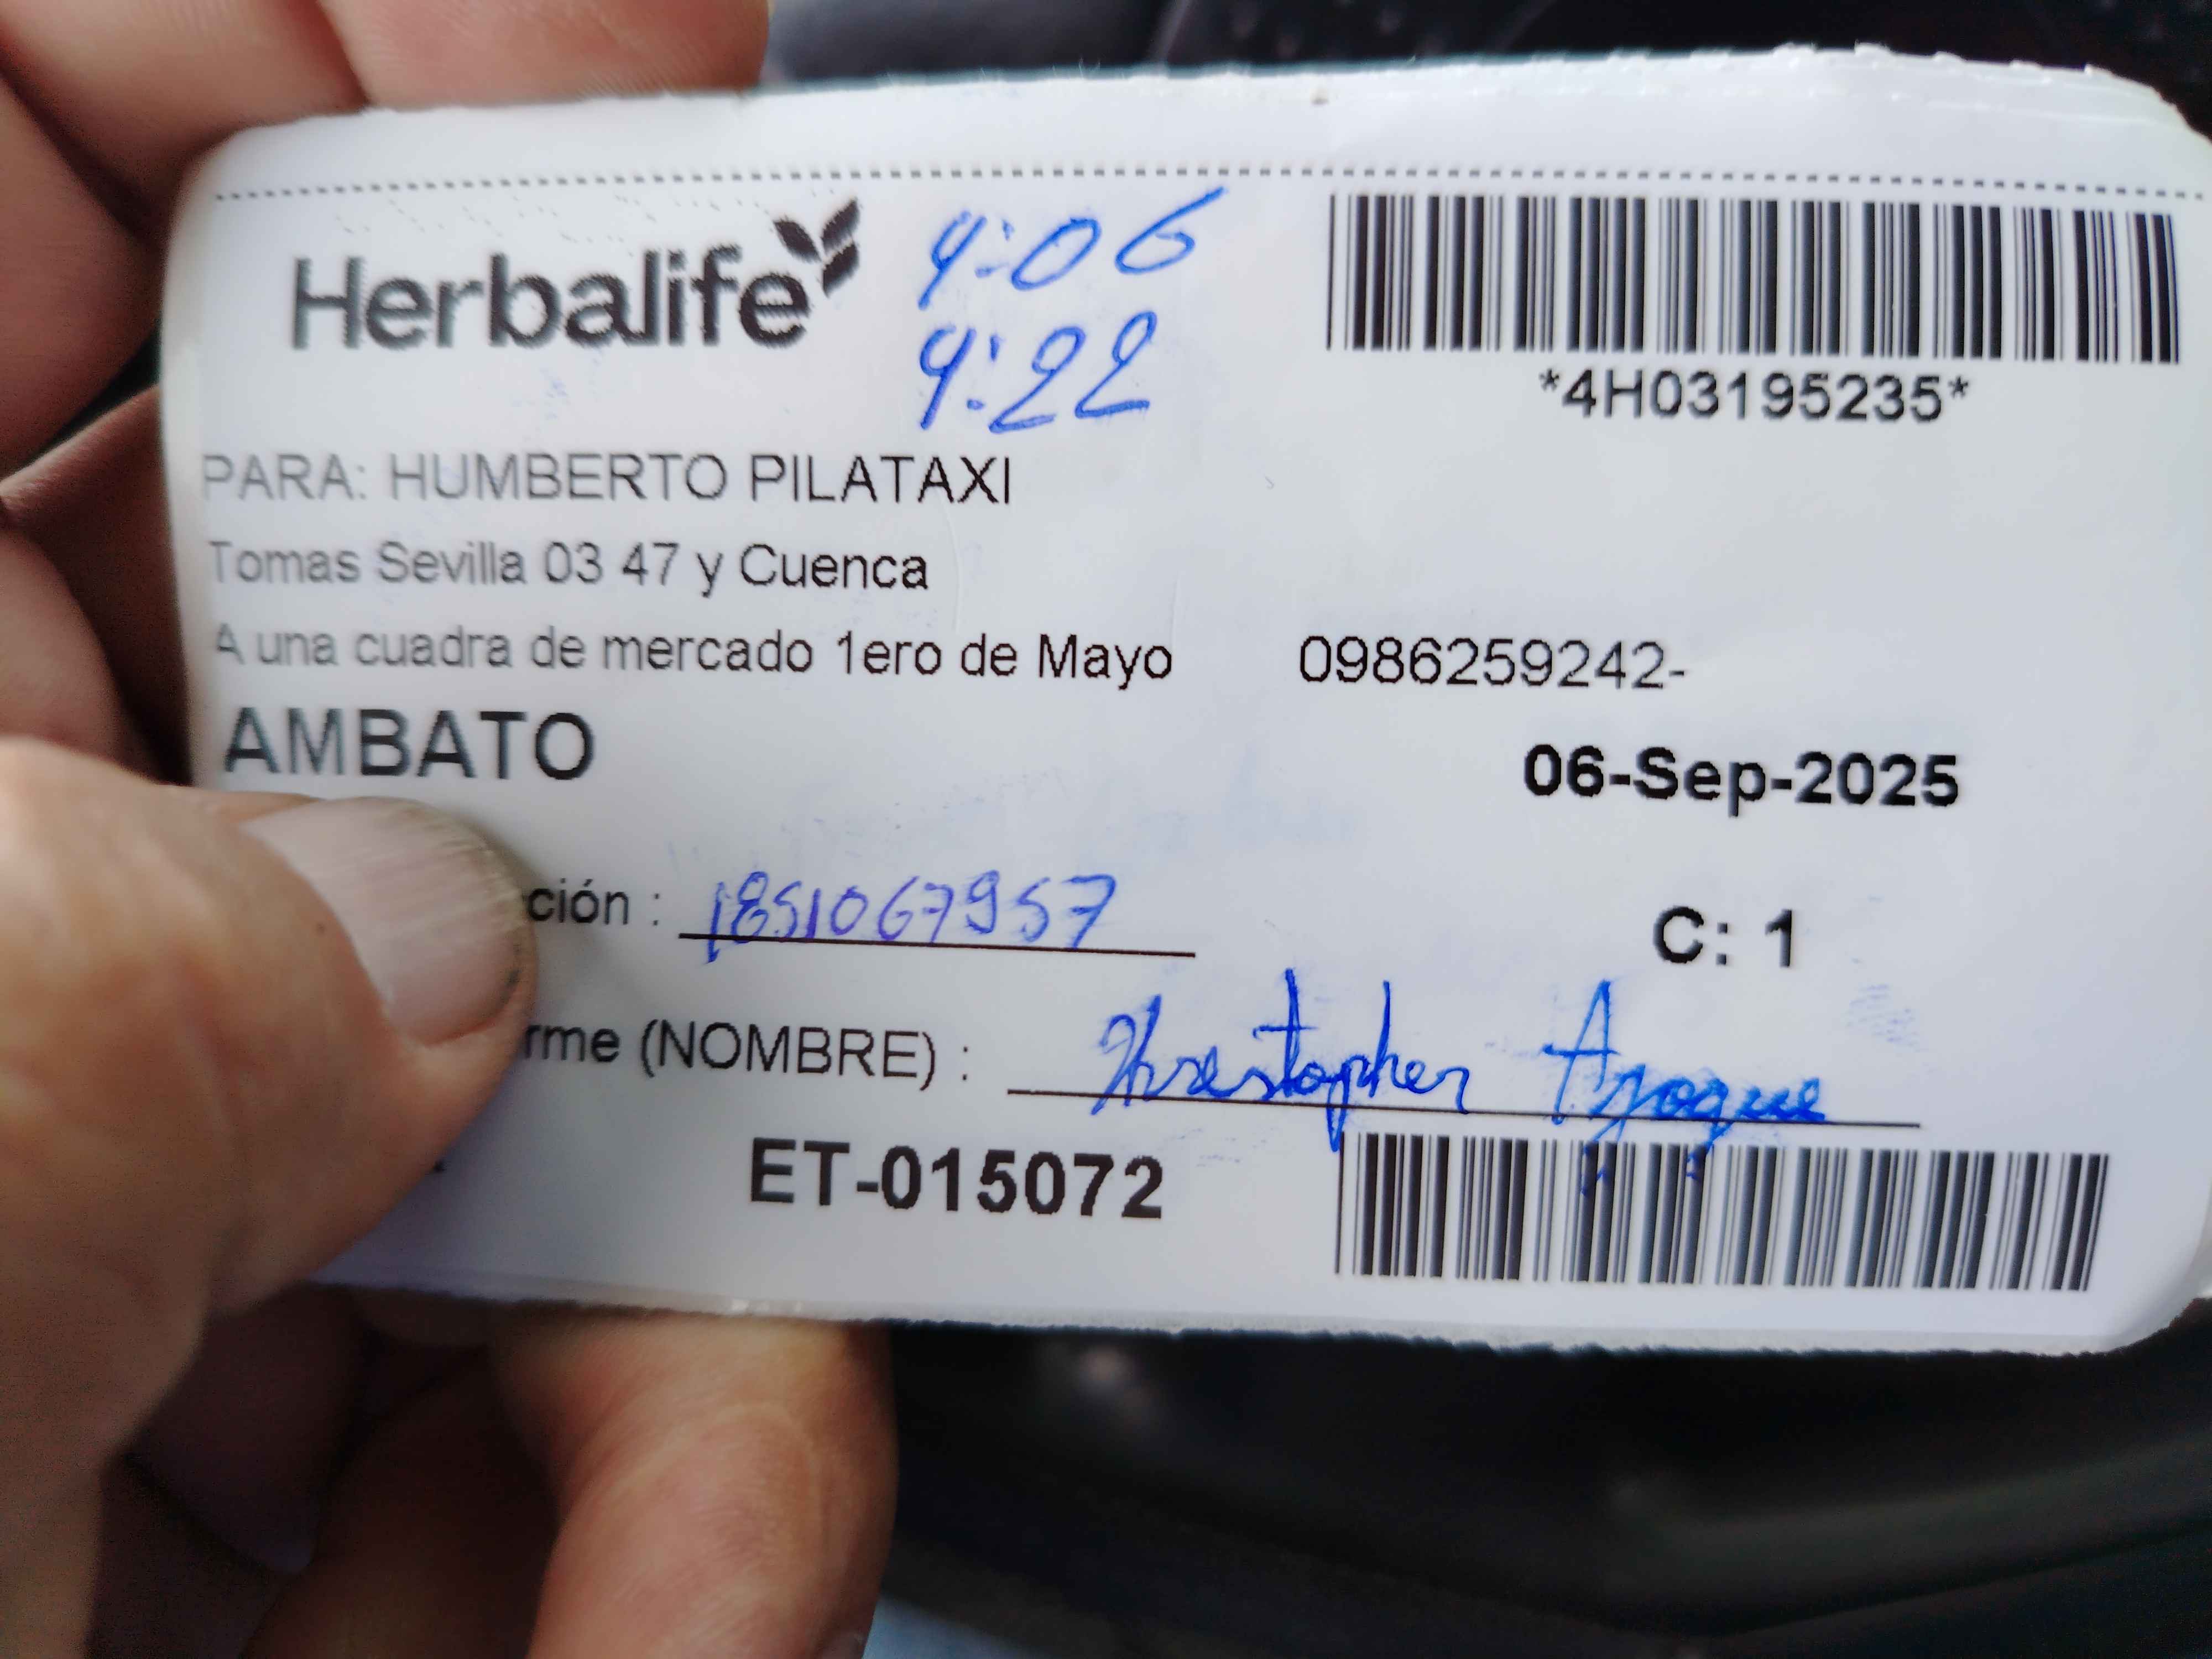 Herbalife
4:06
4:22
*4H03195235*
PARA: HUMBERTO PILATAXI
Tomas Sevilla 03 47 y Cuenca
A una cuadra de mercado 1ero de Mayo 0986259242-
AMBATO
06-Sep-2025
ción : 1851067957
C: 1
rme (NOMBRE) :
ET-015072